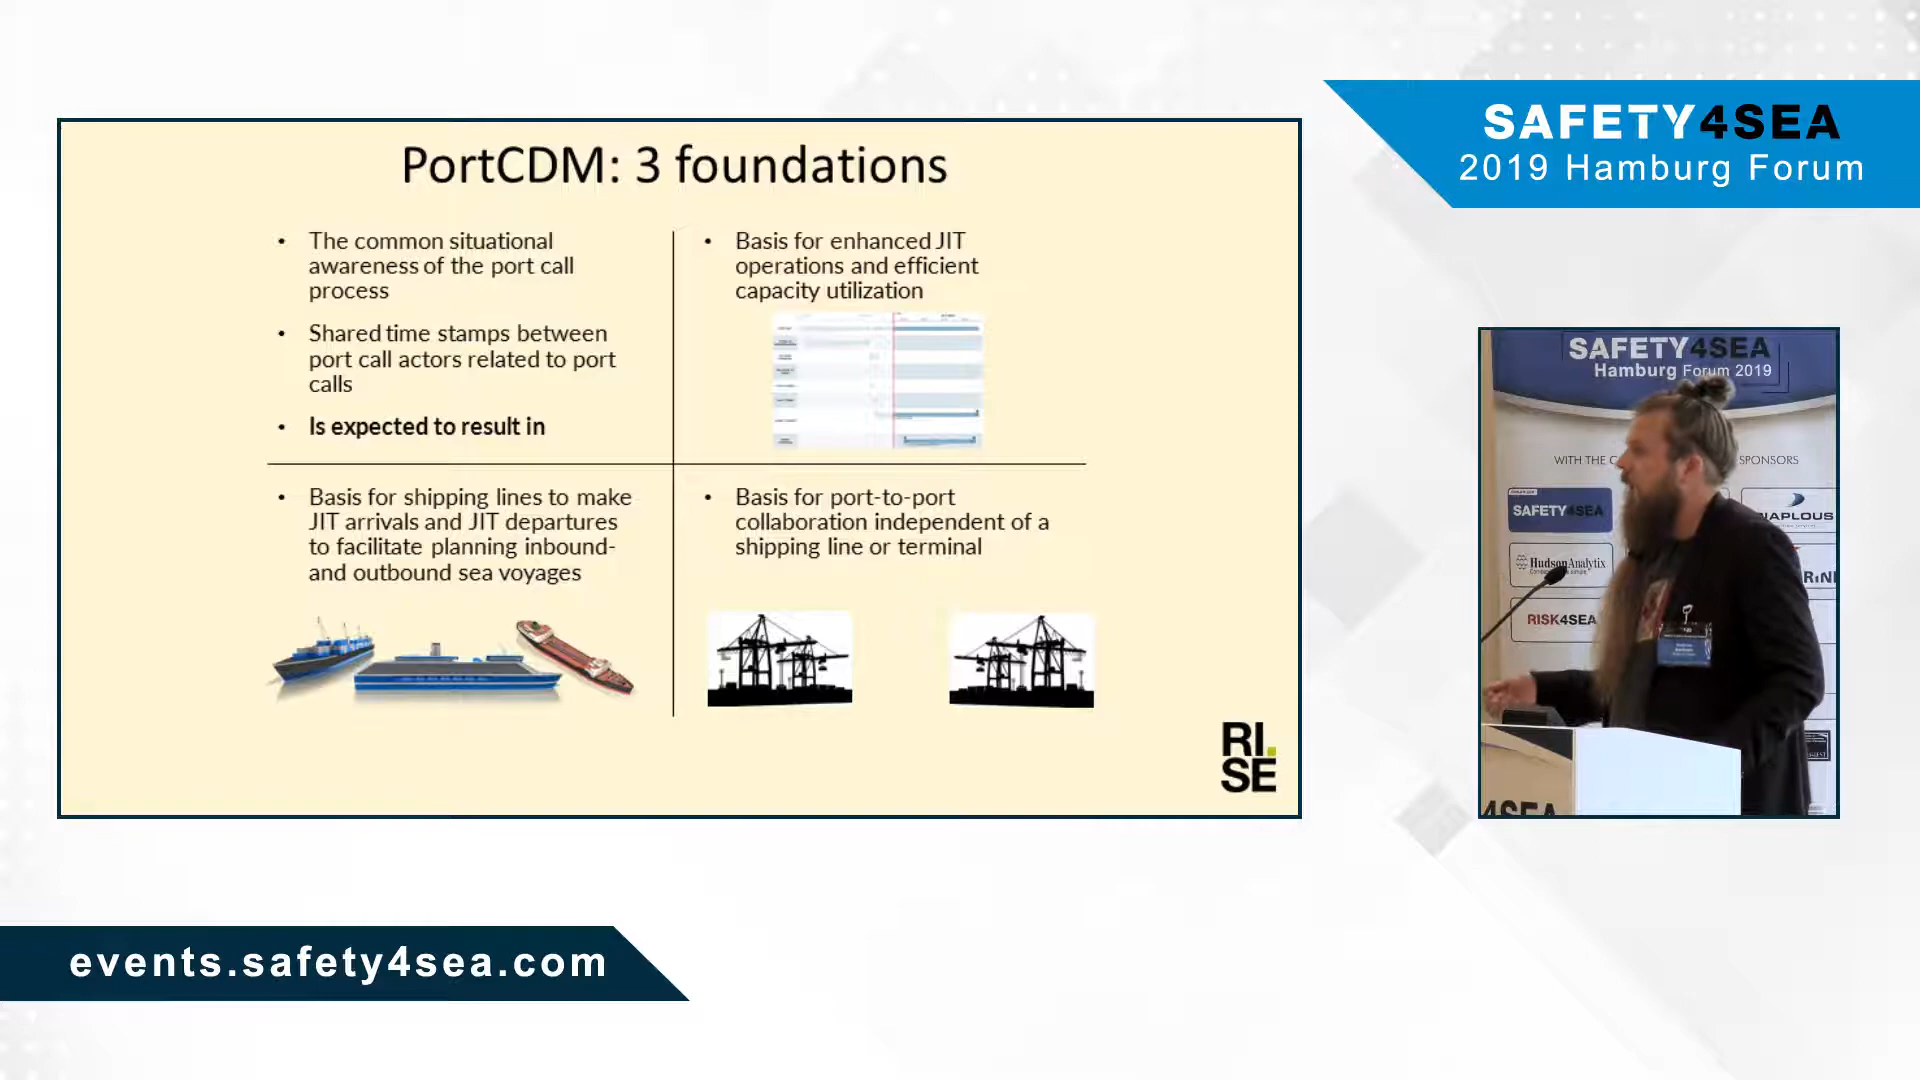 SAFETY4SEA
2019 Hamburg Forum
PortCDM: 3 foundations
• The common situational
awareness of the port call
process
• Shared time stamps between
port call actors related to port
calls
• Is expected to result in
• Basis for enhanced JIT
operations and efficient
capacity utilization
• Basis for shipping lines to make
JIT arrivals and JIT departures
to facilitate planning inbound-
and outbound sea voyages
• Basis for port-to-port
collaboration independent of a
shipping line or terminal
RI.
SE
SAFETY4SEA
Hamburg Forum 2019
WITH THE
SPONSORS
SAFETY4SEA
HudsonAnalytix
RISK4SEA
4SEA
events.safety4sea.com